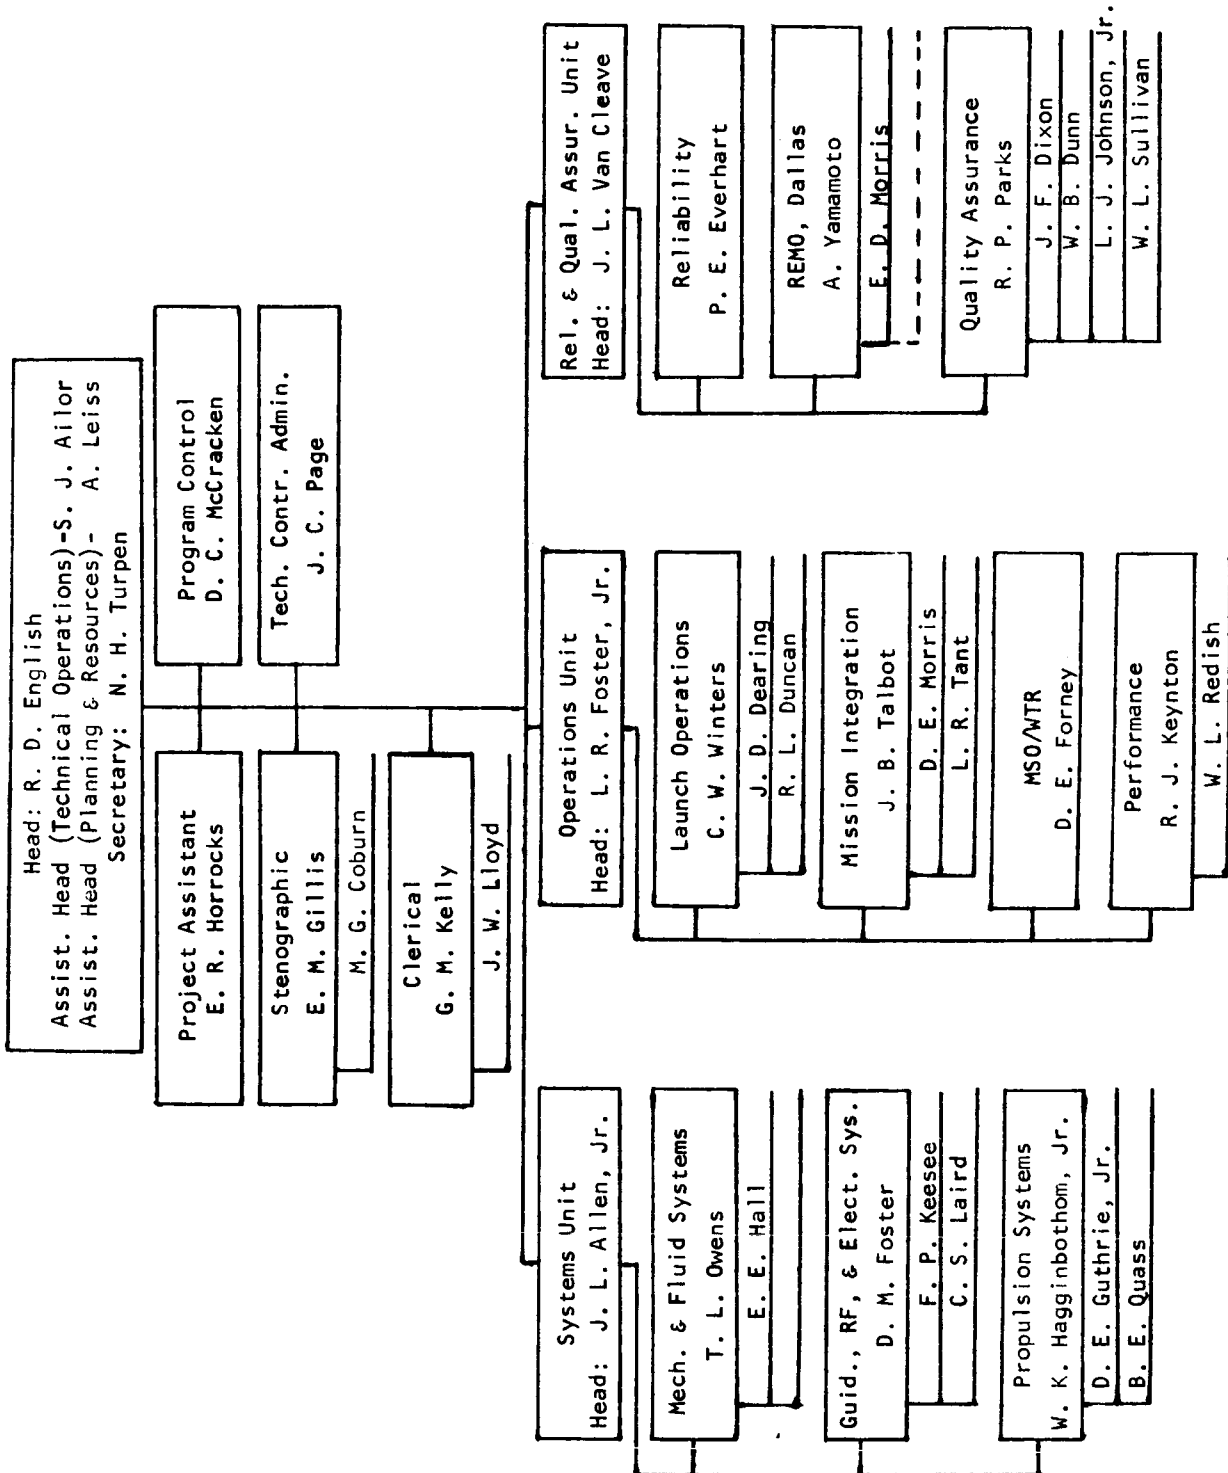 Head: R. D. English
Assist. Head (Technical Operations)-S. J. Ailor
Assist. Head (Planning & Resources)- A. Leiss
Secretary: N. H. Turpen
Project Assistant
E. R. Horrocks
Program Control
D. C. McCracken
Stenographic
E. M. Gillis
M. G. Coburn
Tech. Contr. Admin.
J. C. Page
Clerical
G. M. Kelly
J. W. Lloyd
Systems Unit
Head: J. L. Allen, Jr.
Mech. & Fluid Systems
T. L. Owens
E. E. Hall
Guid., RF, & Elect. Sys.
D. M. Foster
F. P. Keesee
C. S. Laird
Propulsion Systems
W. K. Hagginbothom, Jr.
D. E. Guthrie, Jr.
B. E. Quass
Operations Unit
Head: L. R. Foster, Jr.
Launch Operations
C. W. Winters
J. D. Dearing
R. L. Duncan
Mission Integration
J. B. Talbot
D. E. Morris
L. R. Tant
MSO/WTR
D. E. Forney
Performance
R. J. Keynton
W. L. Redish
Rel. & Qual. Assur. Unit
Head: J. L. Van Cleave
Reliability
P. E. Everhart
REMO, Dallas
A. Yamamoto
E. D. Morris
Quality Assurance
R. P. Parks
J. F. Dixon
W. B. Dunn
L. J. Johnson, Jr.
W. L. Sullivan